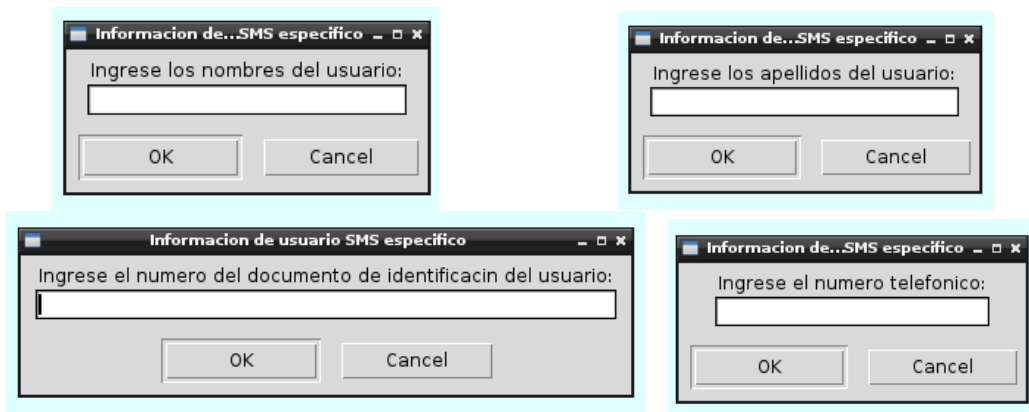 Informacion de...SMS especifico
Ingrese los nombres del usuario:
OK Cancel
Informacion de...SMS especifico
Ingrese los apellidos del usuario:
OK Cancel
Informacion de usuario SMS especifico
Ingrese el numero del documento de identificacin del usuario:
OK Cancel
Informacion de...SMS especifico
Ingrese el numero telefonico:
OK Cancel